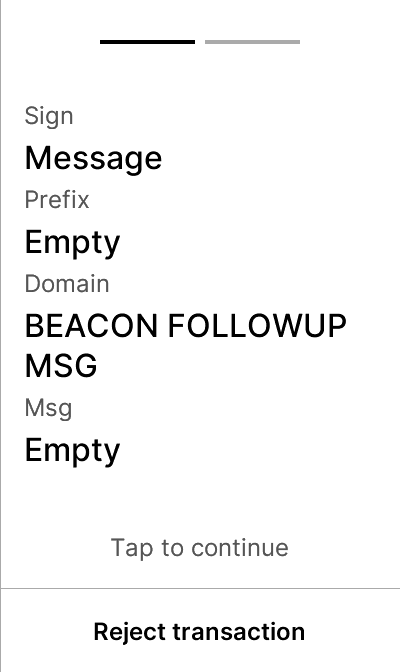 Sign
Message
Prefix
Empty
Domain
BEACON FOLLOWUP
MSG
Msg
Empty
Tap to continue
Reject transaction